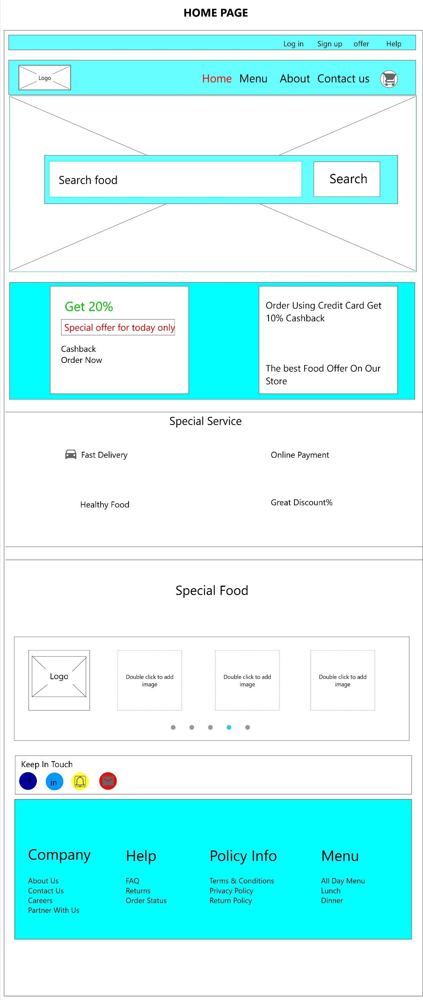 HOME PAGE
Log in Sign up offer Help
Logo
Home Menu About Contact us
Search food
Search
Get 20%
Special offer for today only
Cashback
Order Now
Order Using Credit Card Get
10% Cashback
The best Food Offer On Our
Store
Special Service
Fast Delivery
Online Payment
Healthy Food
Great Discount%
Special Food
Logo
Double click to add
image
Double click to add
image
Double click to add
image
Keep In Touch
f
in
Company
About Us
Contact Us
Careers
Partner With Us
Help
FAQ
Returns
Order Status
Policy Info
Terms & Conditions
Privacy Policy
Return Policy
Menu
All Day Menu
Lunch
Dinner